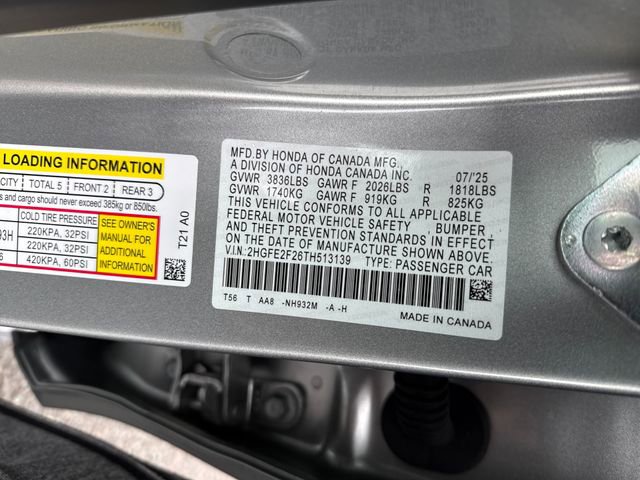 LOADING INFORMATION
CITY TOTAL 5 FRONT 2 REAR 3
s and cargo should never exceed 385kg or 850lbs.
COLD TIRE PRESSURE
SEE OWNER'S MANUAL FOR ADDITIONAL INFORMATION
93H 220KPA, 32PSI
220KPA, 32PSI
6 420KPA, 60PSI
T21 A0
MFD.BY HONDA OF CANADA MFG.,
A DIVISION OF HONDA CANADA INC. 07/'25
GVWR 3836LBS GAWR F 2026LBS R 1818LBS
GVWR 1740KG GAWR F 919KG R 825KG
THIS VEHICLE CONFORMS TO ALL APPLICABLE
FEDERAL MOTOR VEHICLE SAFETY, BUMPER
AND THEFT PREVENTION STANDARDS IN EFFECT
ON THE DATE OF MANUFACTURE SHOWN ABOVE.
V.I.N:2HGFE2F26TH513139 TYPE:PASSENGER CAR
T56 T AA8 -NH932M -A -H
MADE IN CANADA